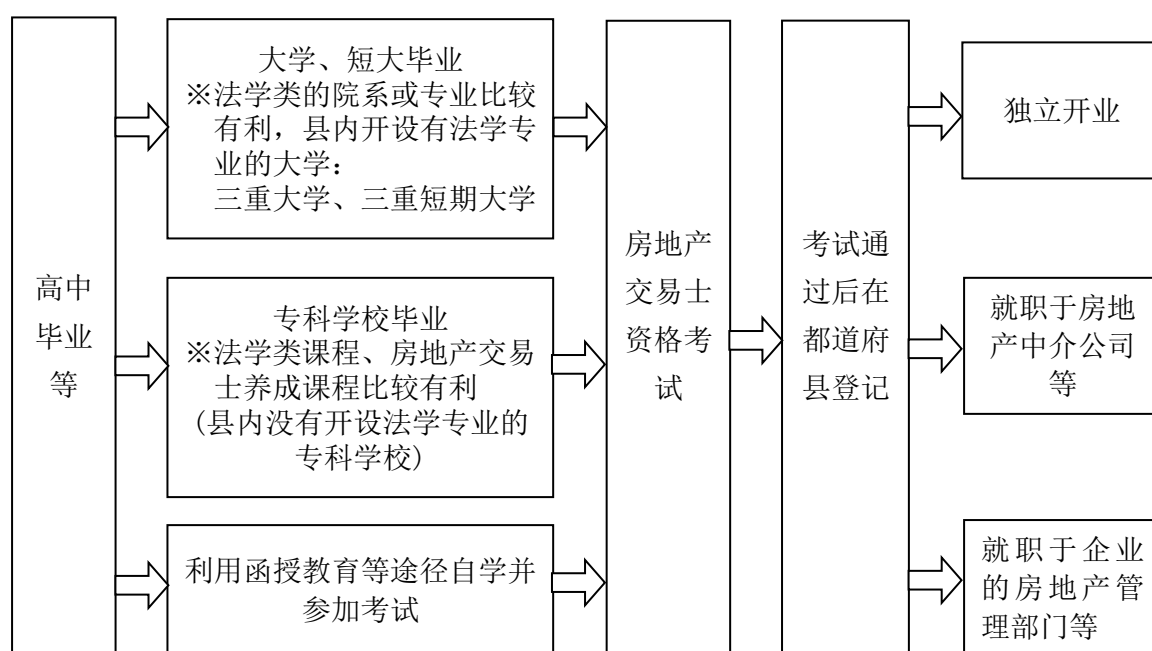 高中
毕业
等
大学、短大毕业
※法学类的院系或专业比较
有利，县内开设有法学专
业的大学：
三重大学、三重短期大学
专科学校毕业
※法学类课程、房地产交易
士养成课程比较有利
(县内没有开设法学专业的
专科学校)
利用函授教育等途径自学并
参加考试
房地产
交易士
资格考
试
考试通
过后在
都道府
县登记
独立开业
就职于房地
产中介公司
等
就职于企业
的房地产管
理部门等